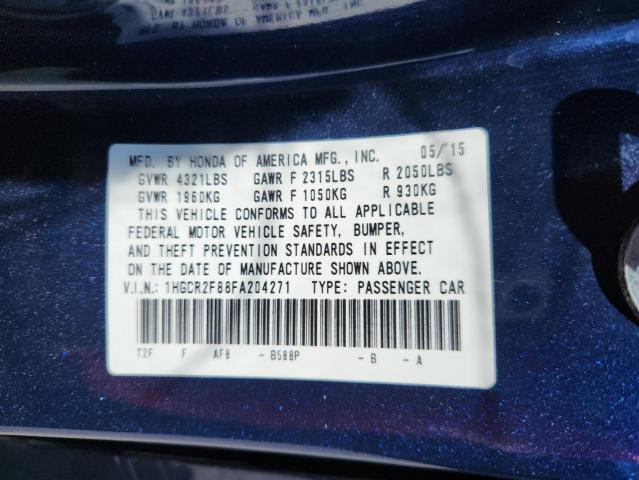 MFD. BY HONDA OF AMERICA MFG., INC. 05/15
GVWR 4321LBS GAWR F 2315LBS R 2050LBS
GVWR 1960KG GAWR F 1050KG R 930KG
THIS VEHICLE CONFORMS TO ALL APPLICABLE
FEDERAL MOTOR VEHICLE SAFETY, BUMPER,
AND THEFT PREVENTION STANDARDS IN EFFECT
ON THE DATE OF MANUFACTURE SHOWN ABOVE.
V.I.N.: 1HGCR2F88FA204271 TYPE: PASSENGER CAR
T2F F AF8 -B588P -B -A